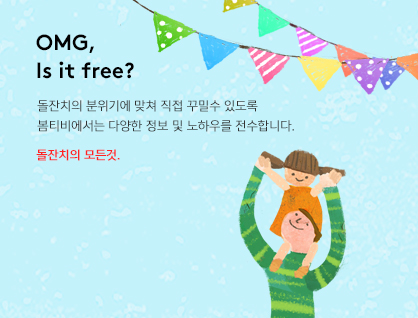 OMG,
Is it free?
돌잔치의 분위기에 맞쳐 직접 꾸밀수 있도록
봄티비에서는 다양한 정보 및 노하우를 전수합니다.
돌잔치의 모든것.